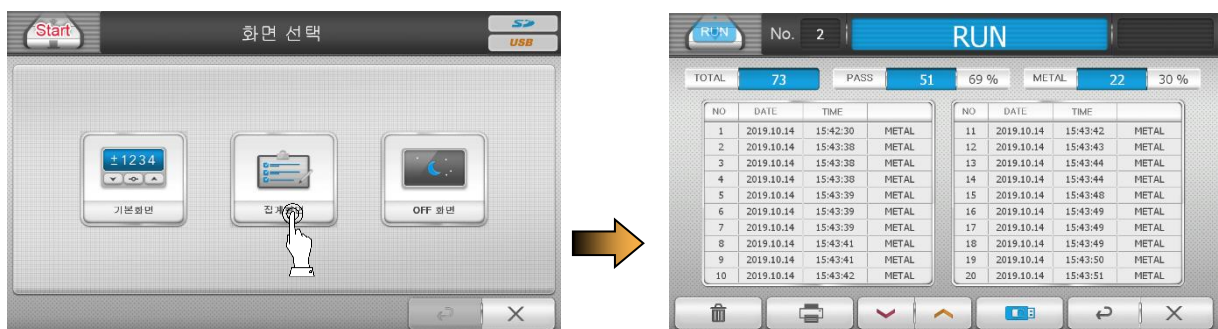 Start
화면 선택
SD
USB
±1234
기본화면
집계화면
OFF 화면
RUN No. 2 RUN
TOTAL 73 PASS 51 69 % METAL 22 30 %
NO DATE TIME NO DATE TIME
1 2019.10.14 15:42:30 METAL 11 2019.10.14 15:43:42 METAL
2 2019.10.14 15:43:38 METAL 12 2019.10.14 15:43:43 METAL
3 2019.10.14 15:43:38 METAL 13 2019.10.14 15:43:44 METAL
4 2019.10.14 15:43:38 METAL 14 2019.10.14 15:43:44 METAL
5 2019.10.14 15:43:39 METAL 15 2019.10.14 15:43:48 METAL
6 2019.10.14 15:43:39 METAL 16 2019.10.14 15:43:49 METAL
7 2019.10.14 15:43:39 METAL 17 2019.10.14 15:43:49 METAL
8 2019.10.14 15:43:41 METAL 18 2019.10.14 15:43:49 METAL
9 2019.10.14 15:43:41 METAL 19 2019.10.14 15:43:50 METAL
10 2019.10.14 15:43:42 METAL 20 2019.10.14 15:43:51 METAL